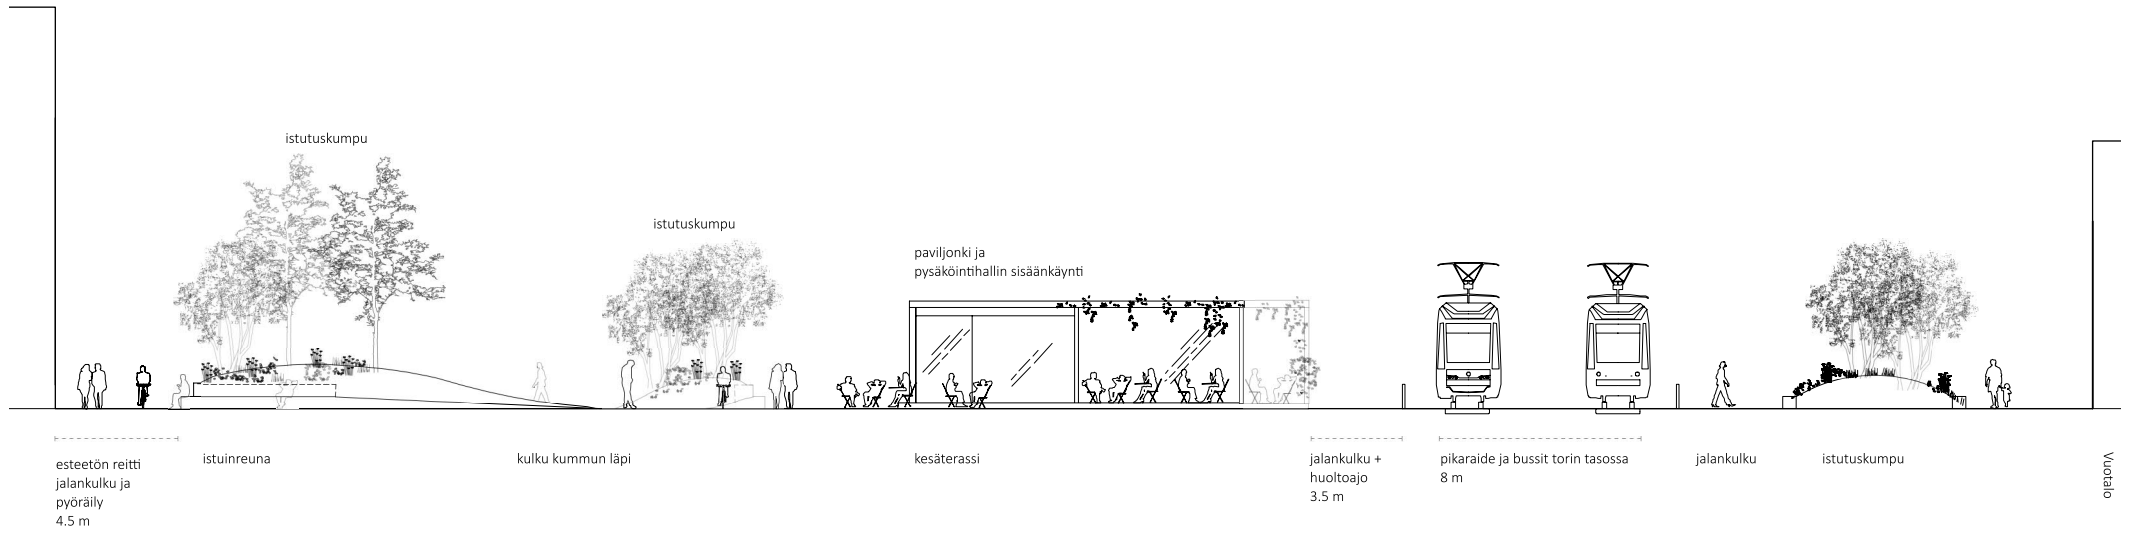 istutuskumpu
istutuskumpu
paviljonki ja
pysäköintihallin sisäänkäynti
esteetön reitti
jalankulku ja
pyöräily
4.5 m
istuinreuna
kulku kummun läpi
kesäterassi
jalankulku +
huoltoajo
3.5 m
pikaraide ja bussit torin tasossa
8 m
jalankulku
istutuskumpu
Vuotalo